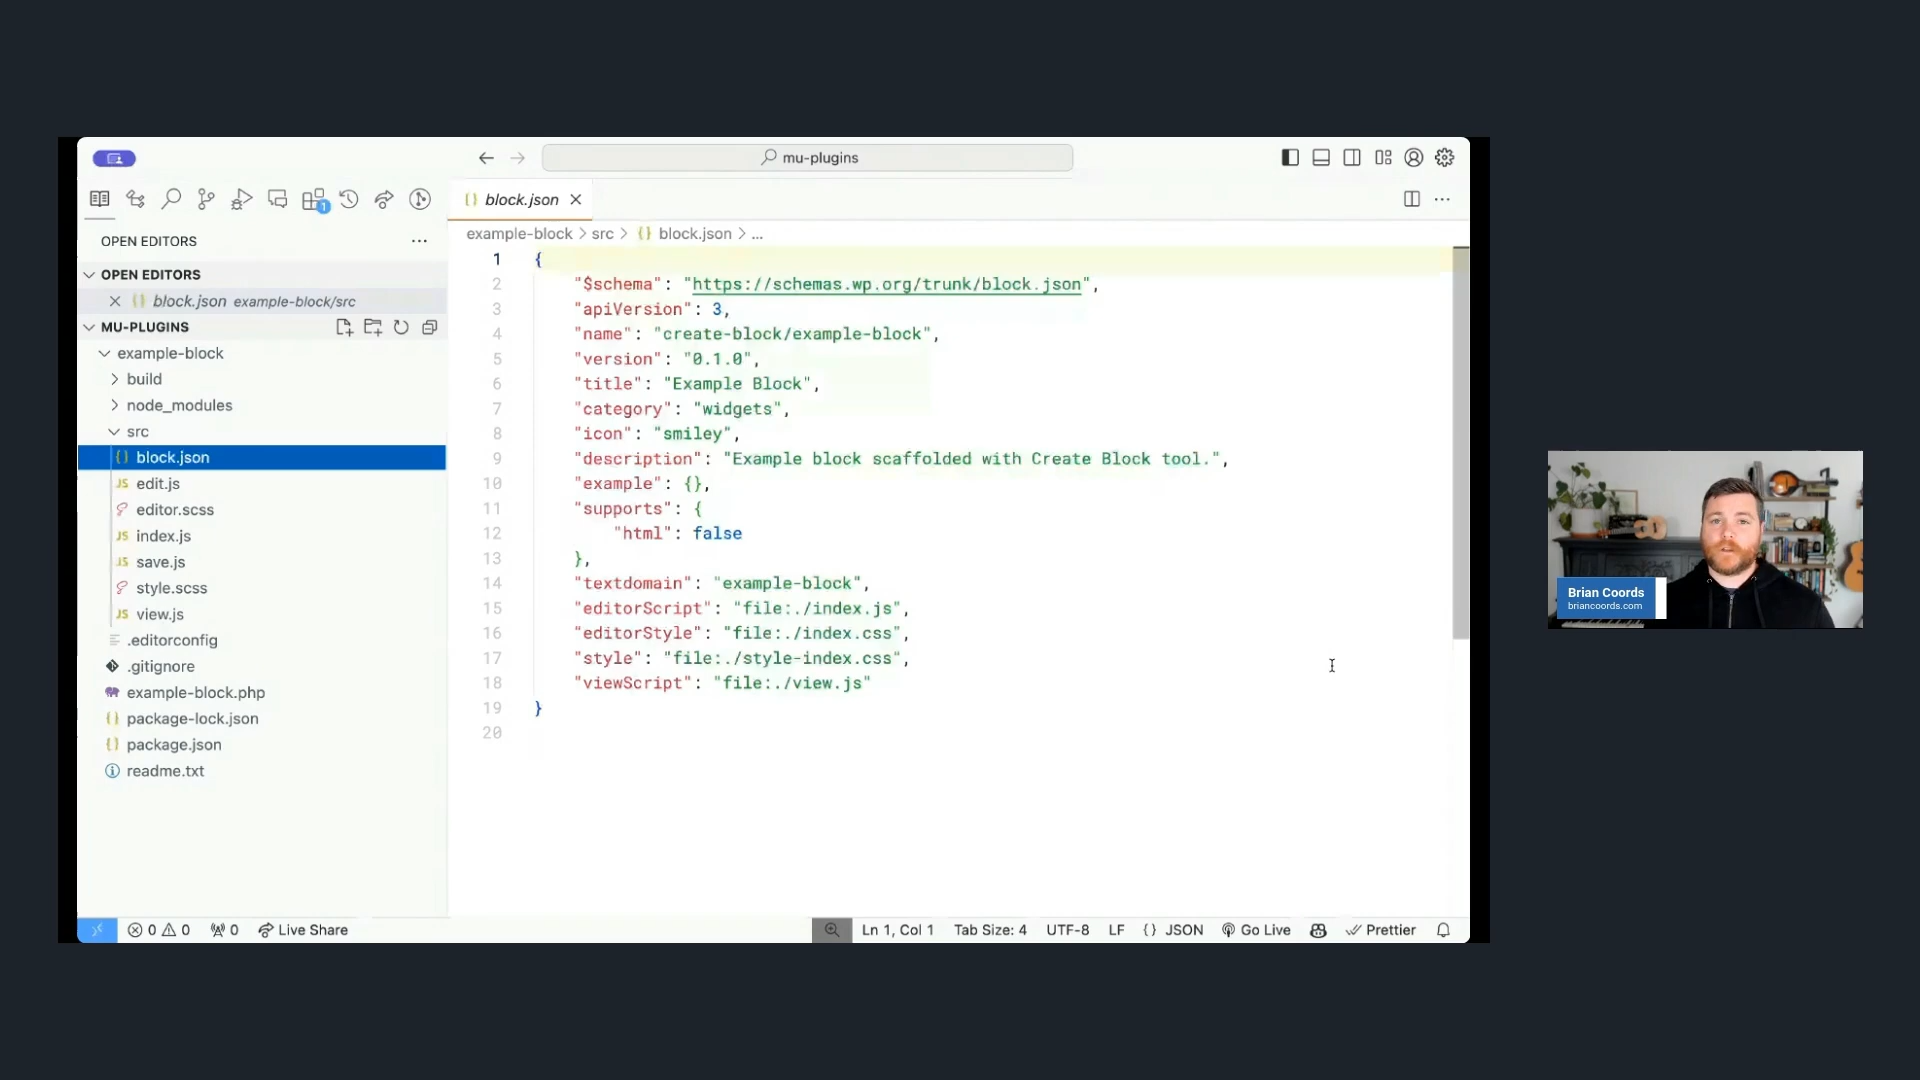 mu-plugins
1
block.json
OPEN EDITORS
example-block > src > {} block.json > ...
OPEN EDITORS
block.json example-block/src
MU-PLUGINS
example-block
build
node_modules
src
{} block.json
JS edit.js
editor.scss
JS index.js
JS save.js
style.scss
JS view.js
.editorconfig
.gitignore
example-block.php
{} package-lock.json
{} package.json
readme.txt
1 {
2 "$schema": "https://schemas.wp.org/trunk/block.json",
3 "apiVersion": 3,
4 "name": "create-block/example-block",
5 "version": "0.1.0",
6 "title": "Example Block",
7 "category": "widgets",
8 "icon": "smiley",
9 "description": "Example block scaffolded with Create Block tool.",
10 "example": {},
11 "supports": {
12 "html": false
13 },
14 "textdomain": "example-block",
15 "editorScript": "file:./index.js",
16 "editorStyle": "file:./index.css",
17 "style": "file:./style-index.css",
18 "viewScript": "file:./view.js"
19 }
20
0 0 0 Live Share
Ln 1, Col 1 Tab Size: 4 UTF-8 LF {} JSON Go Live Prettier
Brian Coords
briancoords.com